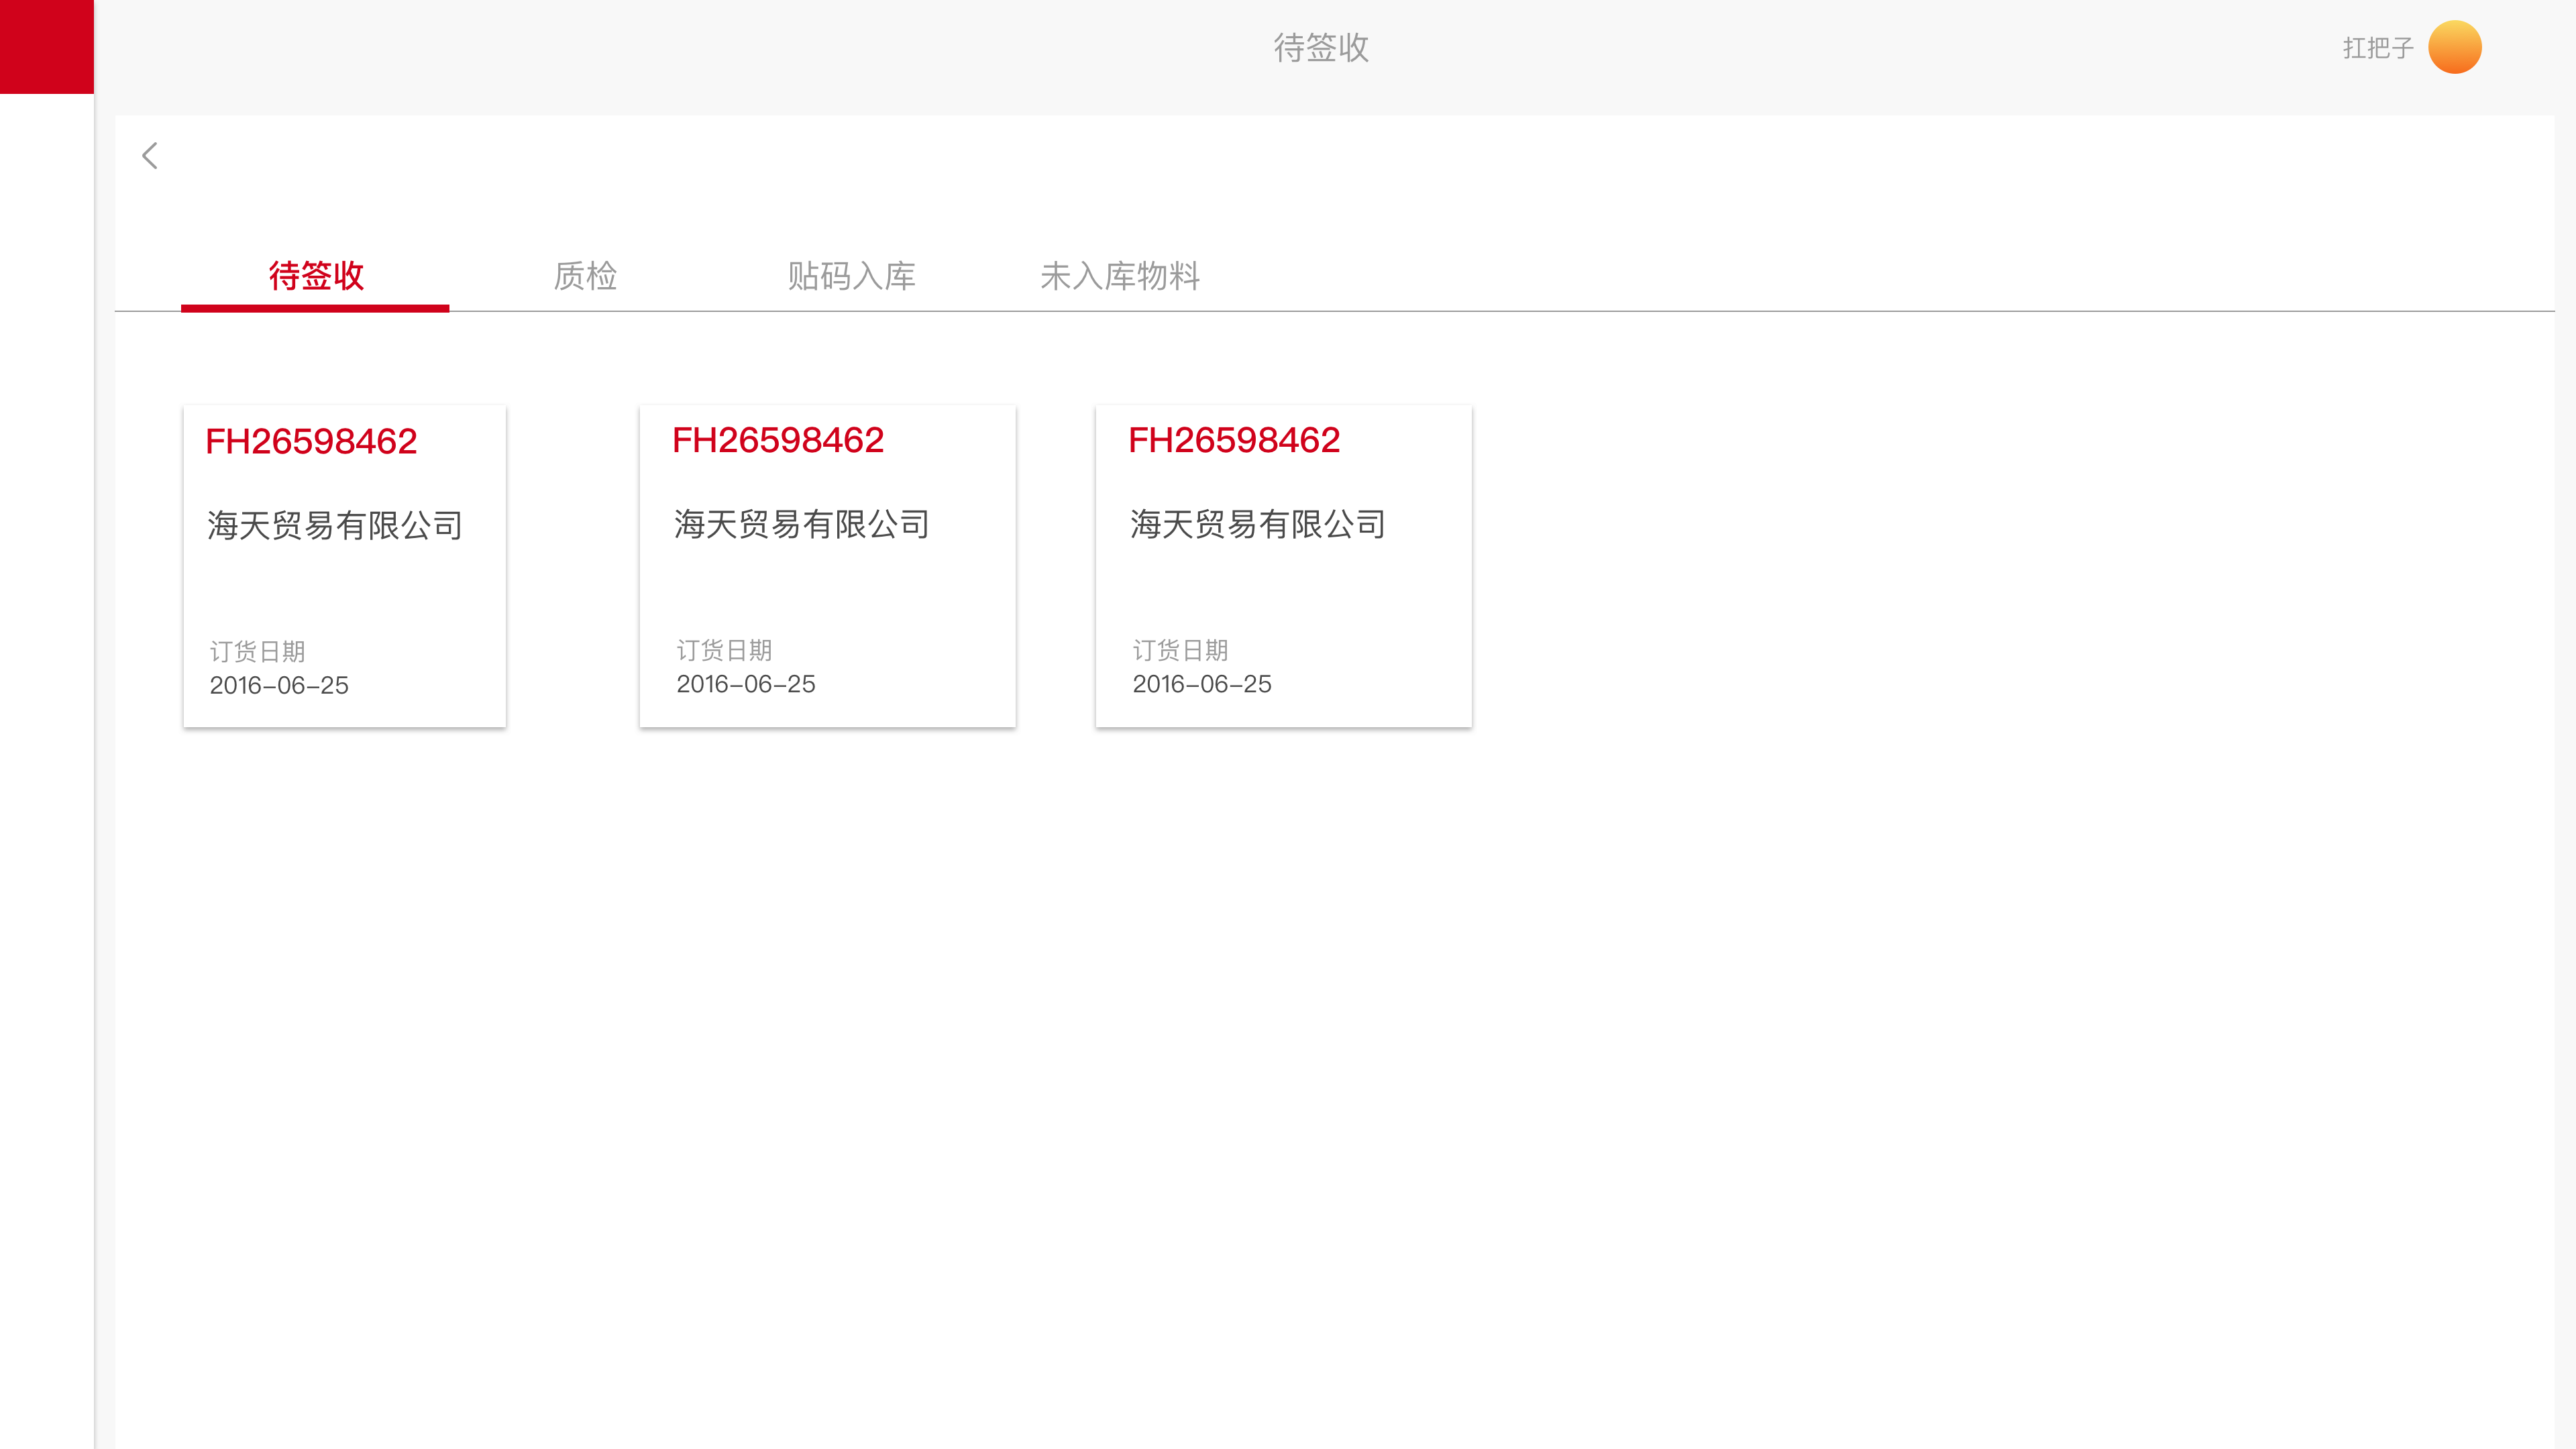 待签收
扛把子
待签收 质检 贴码入库 未入库物料
FH26598462
海天贸易有限公司
订货日期
2016-06-25
FH26598462
海天贸易有限公司
订货日期
2016-06-25
FH26598462
海天贸易有限公司
订货日期
2016-06-25